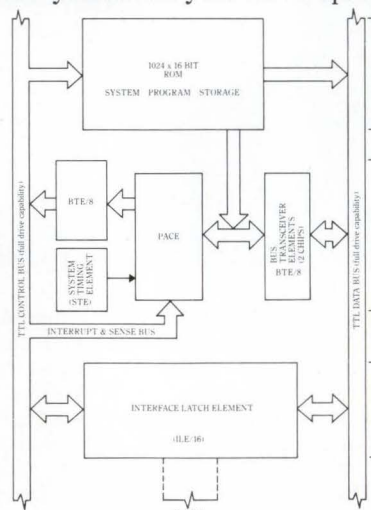 1024 x 16 BIT
ROM
SYSTEM PROGRAM STORAGE
TTL CONTROL BUS (full drive capability)
BTE/8
PACE
BUS
TRANSCEIVER
ELEMENTS
(2 CHIPS)
BTE/8
TTL DATA BUS (full drive capability)
SYSTEM
TIMING
ELEMENT
(STE)
INTERRUPT & SENSE BUS
INTERFACE LATCH ELEMENT
(ILE/16)